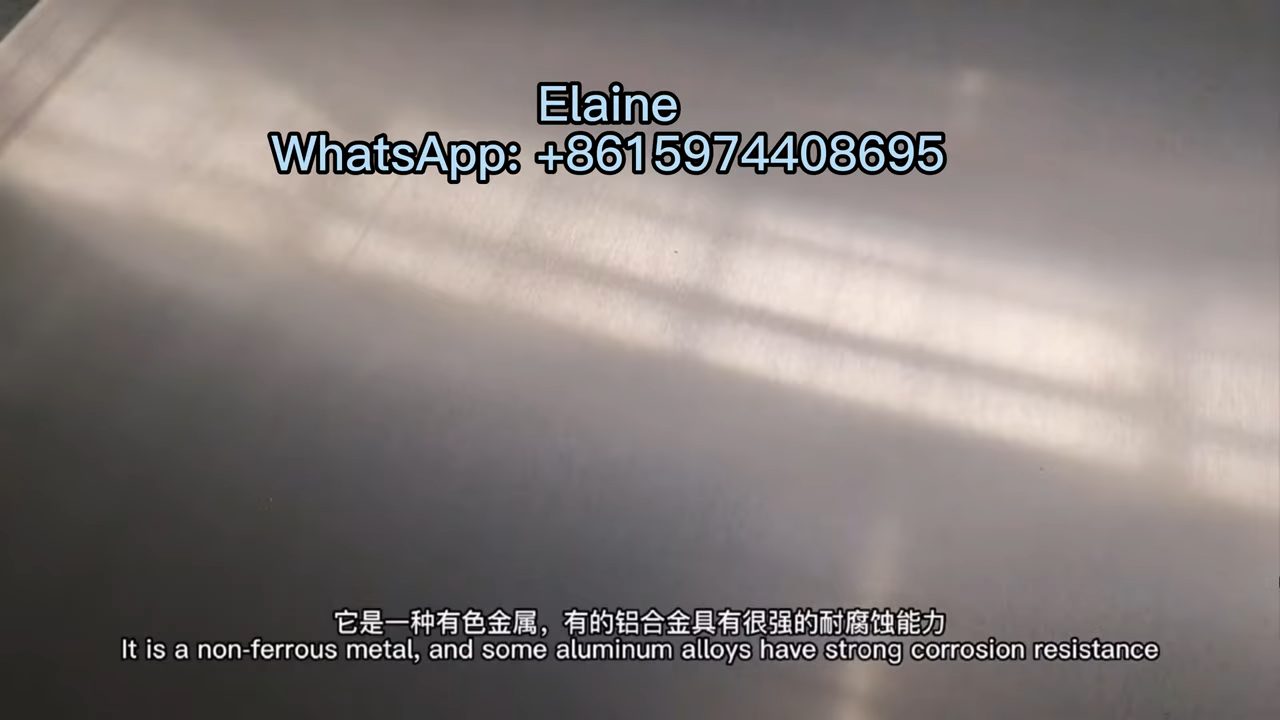 Elaine
WhatsApp: +8615974408695
它是一种有色金属，有的铝合金具有很强的耐腐蚀能力
It is a non-ferrous metal, and some aluminum alloys have strong corrosion resistance